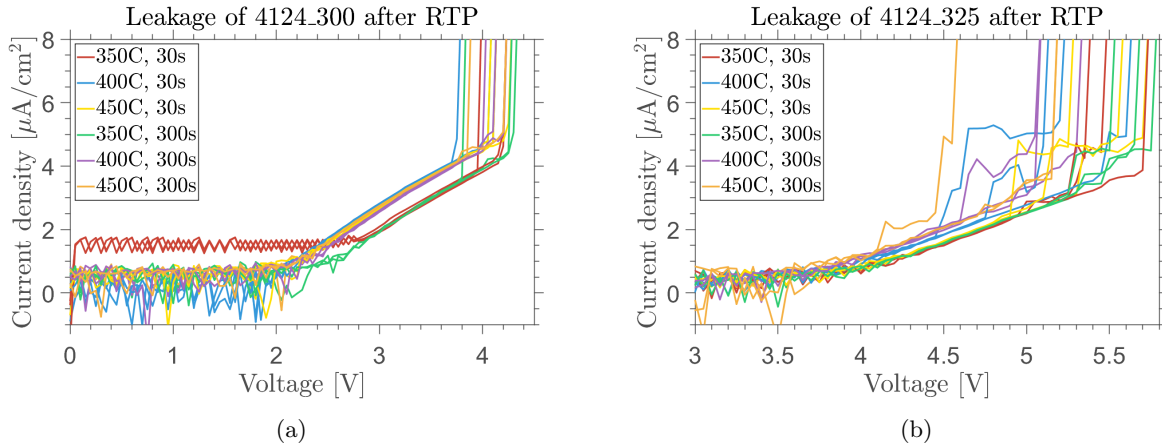 Leakage of 4124_300 after RTP
Current density [μA/cm²]
8
6
4
2
0
350C, 30s
400C, 30s
450C, 30s
350C, 300s
400C, 300s
450C, 300s
0 1 2 3 4
Voltage [V]
(a)
Leakage of 4124_325 after RTP
Current density [μA/cm²]
8
6
4
2
0
350C, 30s
400C, 30s
450C, 30s
350C, 300s
400C, 300s
450C, 300s
3 3.5 4 4.5 5 5.5
Voltage [V]
(b)